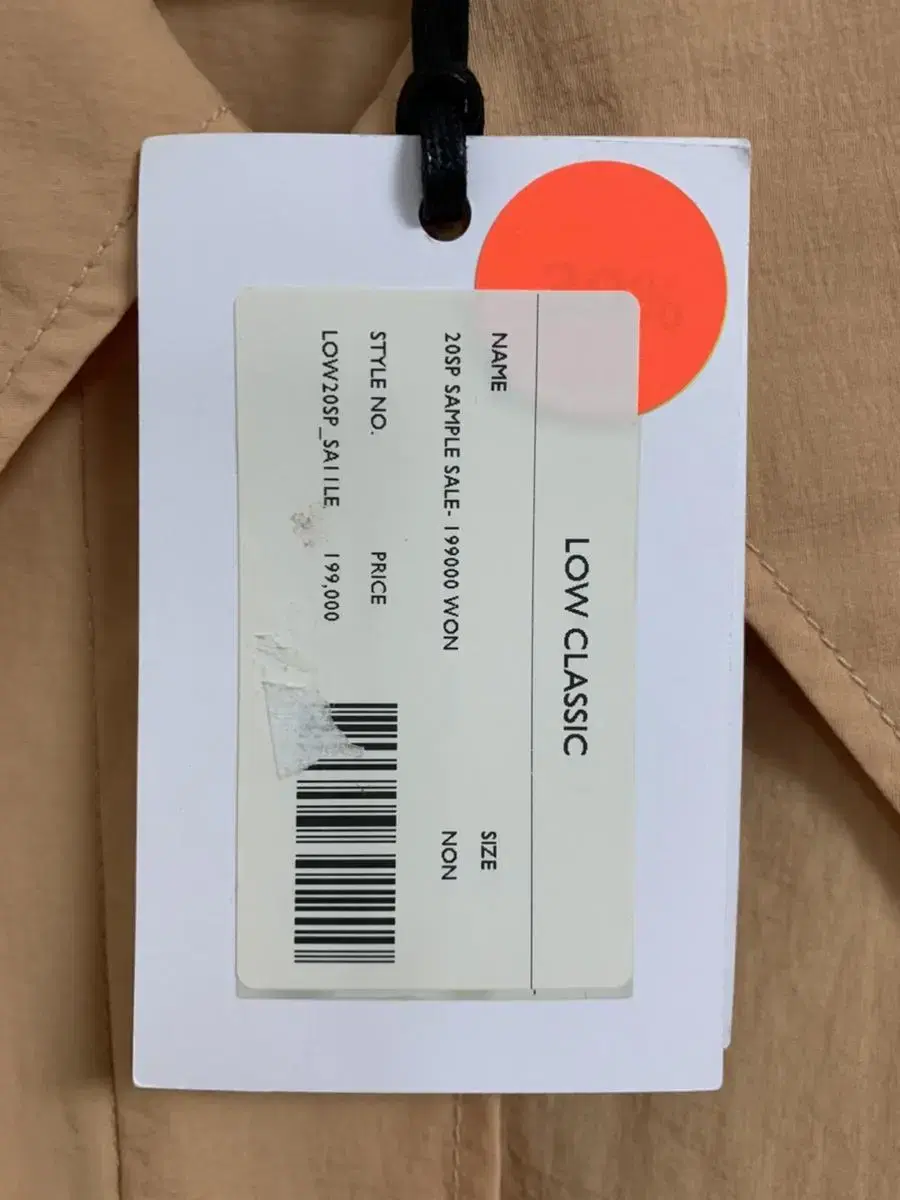 LOW CLASSIC
NAME
SIZE
20SP SAMPLE SALE- 199000 WON
NON
STYLE NO.
PRICE
LOW20SP_SA11LE
199,000